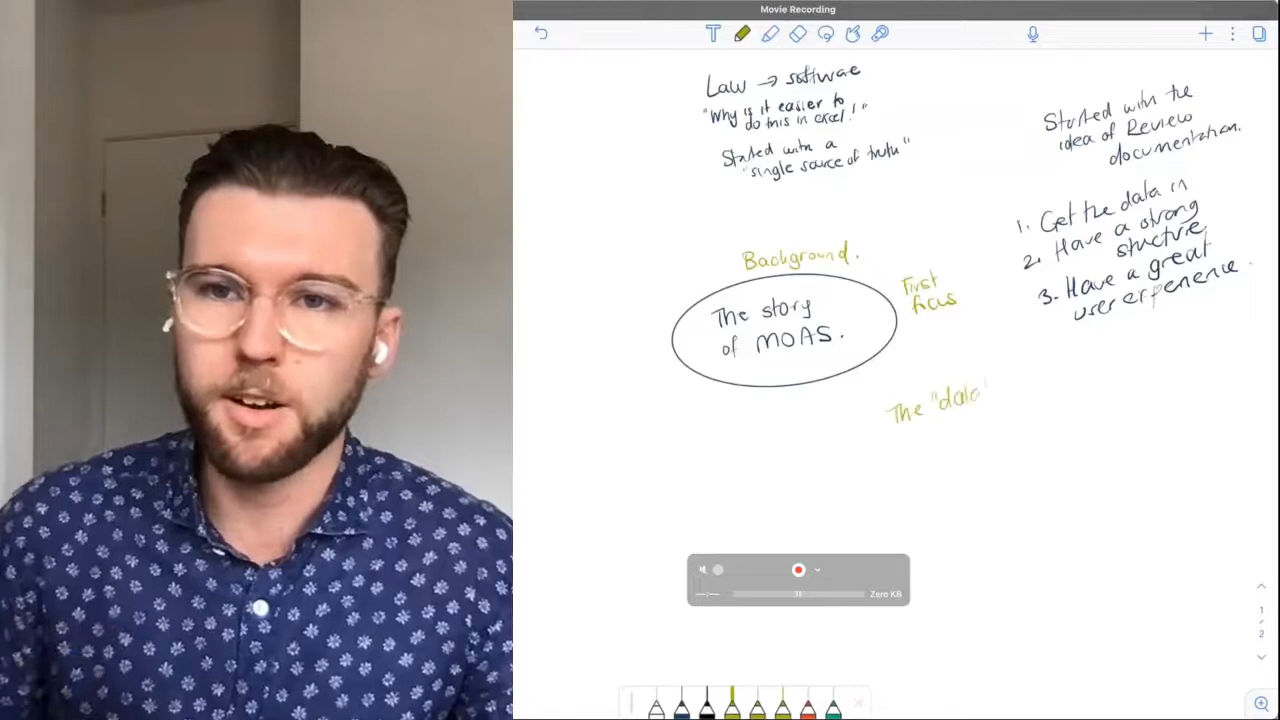 Movie Recording
Law → software
"Why is it easier to
do this in excel!"
Started with a
"single source of truth"
Started with the
idea of Review
documentation.
1. Get the data in
2. Have a strong
structure
3. Have a great
user experience
Background.
First
focus
The story
of MOAS.
The "data"
Zero KB
1
/
2